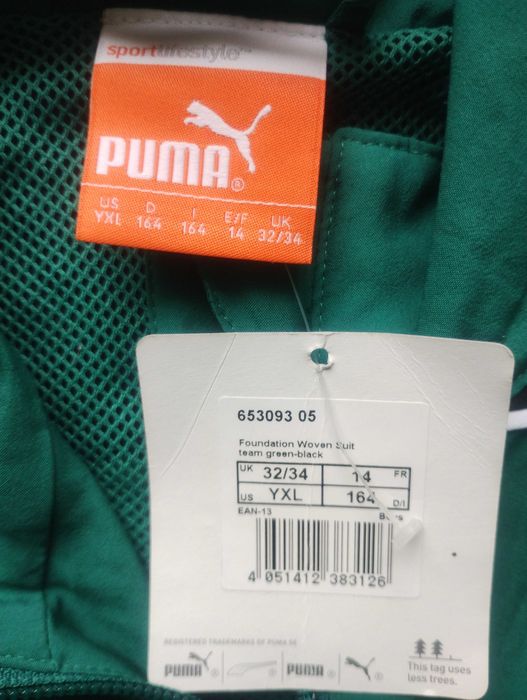 sportlifestyle™
PUMA®
US D I E/F UK
YXL 164 164 14 32/34
653093 05
Foundation Woven Suit
team green-black
UK 32/34 14 FR
US YXL 164 D/I
EAN-13 Boys
4 051412 383126
REGISTERED TRADEMARKS OF PUMA SE
PUMA PUMA
This tag uses
less trees.